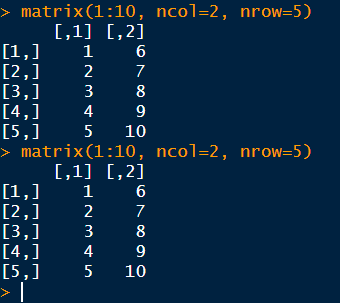 > matrix(1:10, ncol=2, nrow=5)
     [,1] [,2]
[1,]    1    6
[2,]    2    7
[3,]    3    8
[4,]    4    9
[5,]    5   10
> matrix(1:10, ncol=2, nrow=5)
     [,1] [,2]
[1,]    1    6
[2,]    2    7
[3,]    3    8
[4,]    4    9
[5,]    5   10
>